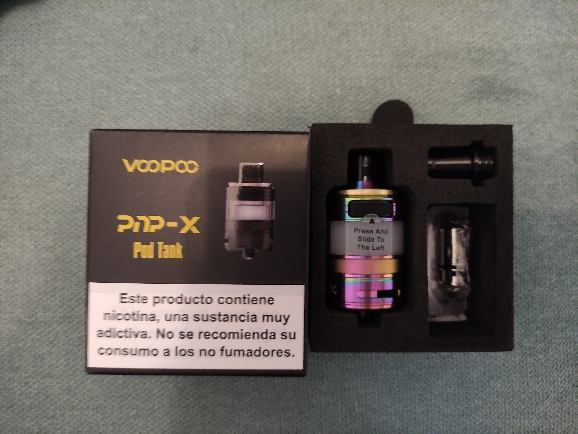 VOOPOO
PNP-X
Pod Tank
Este producto contiene
nicotina, una sustancia muy
adictiva. No se recomienda su
consumo a los no fumadores.
Press And
Slide To
The Left